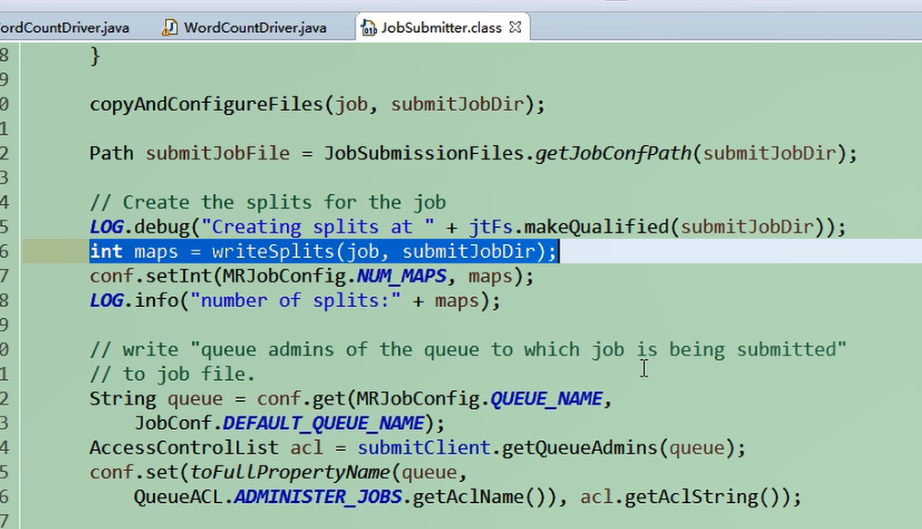 ordCountDriver.java WordCountDriver.java JobSubmitter.class
8 }
9
0 copyAndConfigureFiles(job, submitJobDir);
1
2 Path submitJobFile = JobSubmissionFiles.getJobConfPath(submitJobDir);
3
4 // Create the splits for the job
5 LOG.debug("Creating splits at " + jtFs.makeQualified(submitJobDir));
6 int maps = writeSplits(job, submitJobDir);
7 conf.setInt(MRJobConfig.NUM_MAPS, maps);
8 LOG.info("number of splits:" + maps);
9
0 // write "queue admins of the queue to which job is being submitted"
1 // to job file.
2 String queue = conf.get(MRJobConfig.QUEUE_NAME,
3 JobConf.DEFAULT_QUEUE_NAME);
4 AccessControlList acl = submitClient.getQueueAdmins(queue);
5 conf.set(toFullPropertyName(queue,
6 QueueACL.ADMINISTER_JOBS.getAclName()), acl.getAclString());
7